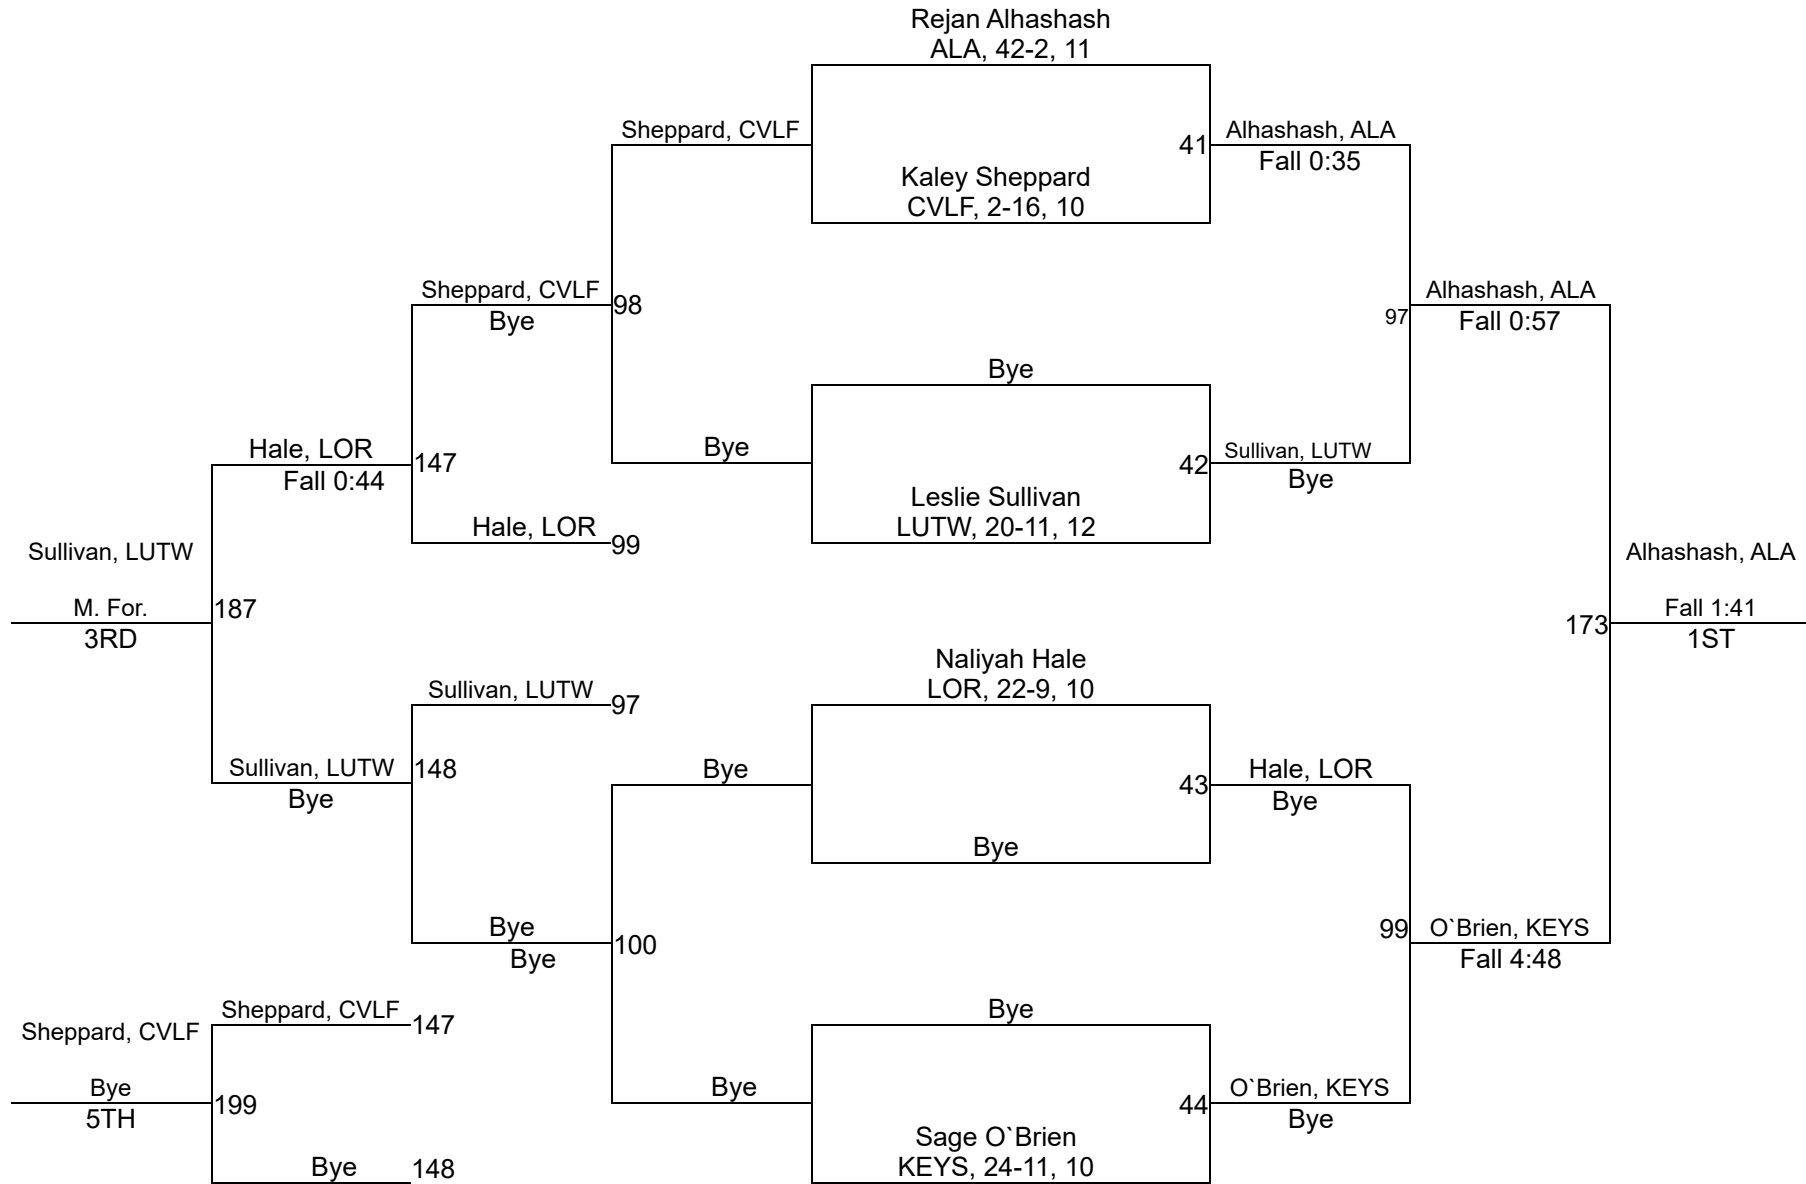 Rejan Alhashash
ALA, 42-2, 11
Sheppard, CVLF
41
Alhashash, ALA
Fall 0:35
Kaley Sheppard
CVLF, 2-16, 10
Sheppard, CVLF
Bye
98
97
Alhashash, ALA
Fall 0:57
Bye
Hale, LOR
Fall 0:44
147
Bye
42
Sullivan, LUTW
Bye
Leslie Sullivan
LUTW, 20-11, 12
Hale, LOR
99
Sullivan, LUTW
M. For.
3RD
187
Alhashash, ALA
173
Fall 1:41
1ST
Naliyah Hale
LOR, 22-9, 10
Sullivan, LUTW
97
Sullivan, LUTW
Bye
148
Bye
43
Hale, LOR
Bye
Bye
Bye
Bye
100
99
O`Brien, KEYS
Fall 4:48
Bye
Sheppard, CVLF
147
Sheppard, CVLF
Bye
5TH
199
Bye
44
O`Brien, KEYS
Bye
Sage O`Brien
KEYS, 24-11, 10
Bye
148